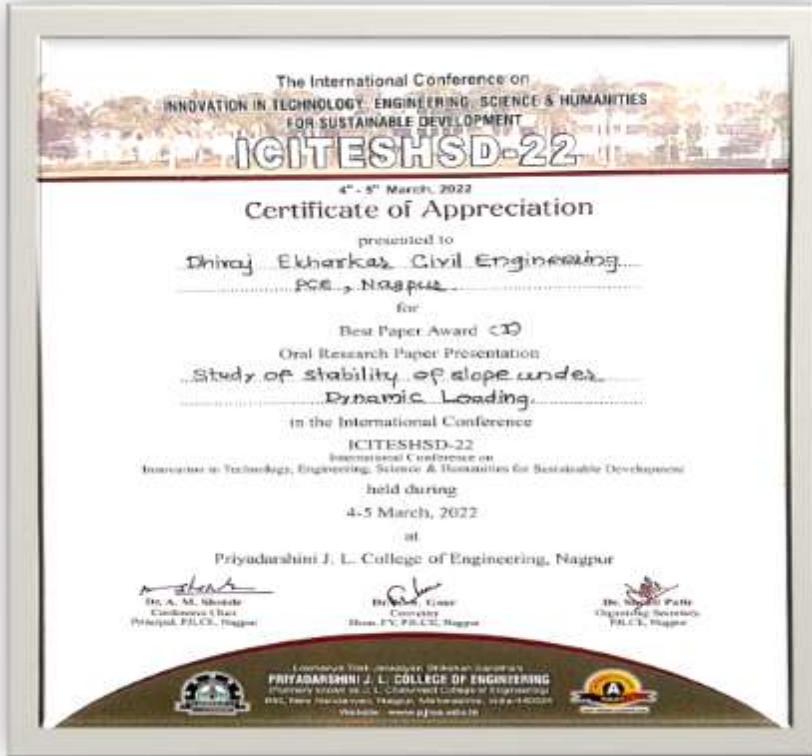 The International Conference on
INNOVATION IN TECHNOLOGY, ENGINEERING, SCIENCE & HUMANITIES
FOR SUSTAINABLE DEVELOPMENT
ICITESHSD-22
4th - 5th March, 2022
Certificate of Appreciation
presented to
Dhiraj Ekharkar Civil Engineering
PCE, Nagpur
for
Best Paper Award (I)
Oral Research Paper Presentation
Study of stability of slope under
Dynamic Loading.
in the International Conference
ICITESHSD-22
International Conference on
Innovation in Technology, Engineering, Science & Humanities for Sustainable Development
held during
4-5 March, 2022
at
Priyadarshini J. L. College of Engineering, Nagpur
Dr. A. M. Shende
Conference Chair
Principal, PJLCE, Nagpur
Convener
PJLCE, Nagpur
Organising Secretary
PJLCE, Nagpur
PRIYADARSHINI J. L. COLLEGE OF ENGINEERING
A